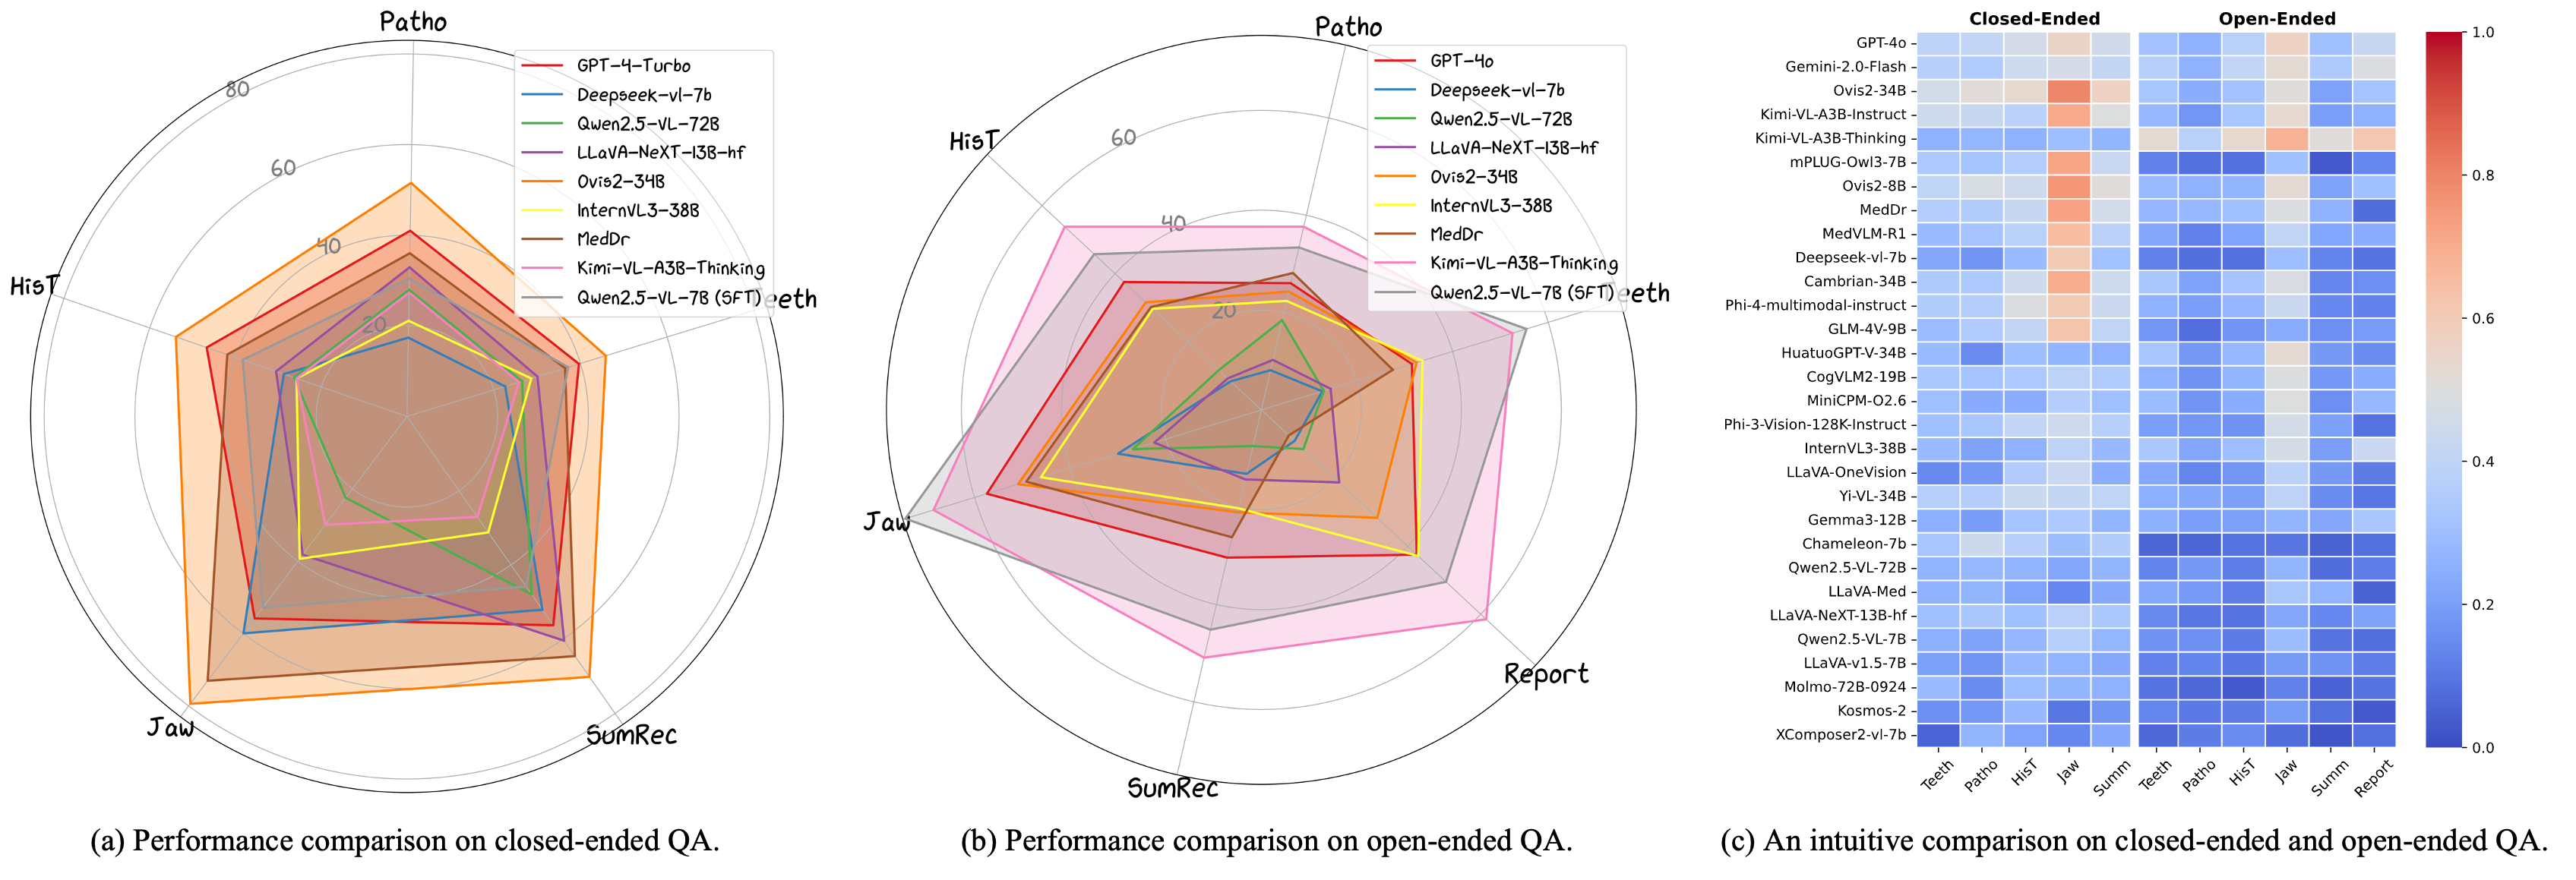 Patho
80
60
40
20
HisT
Teeth
Jaw
SumRec
GPT-4-Turbo
Deepseek-vl-7b
Qwen2.5-VL-72B
LLaVA-NeXT-13B-hf
Ovis2-34B
InternVL3-38B
MedDr
Kimi-VL-A3B-Thinking
Qwen2.5-VL-7B (SFT)
(a) Performance comparison on closed-ended QA.
Patho
60
40
20
HisT
Teeth
Jaw
Report
SumRec
GPT-4o
Deepseek-vl-7b
Qwen2.5-VL-72B
LLaVA-NeXT-13B-hf
Ovis2-34B
InternVL3-38B
MedDr
Kimi-VL-A3B-Thinking
Qwen2.5-VL-7B (SFT)
(b) Performance comparison on open-ended QA.
Closed-Ended Open-Ended
GPT-4o
Gemini-2.0-Flash
Ovis2-34B
Kimi-VL-A3B-Instruct
Kimi-VL-A3B-Thinking
mPLUG-Owl3-7B
Ovis2-8B
MedDr
MedVLM-R1
Deepseek-vl-7b
Cambrian-34B
Phi-4-multimodal-instruct
GLM-4V-9B
HuatuoGPT-V-34B
CogVLM2-19B
MiniCPM-O2.6
Phi-3-Vision-128K-Instruct
InternVL3-38B
LLaVA-OneVision
Yi-VL-34B
Gemma3-12B
Chameleon-7b
Qwen2.5-VL-72B
LLaVA-Med
LLaVA-NeXT-13B-hf
Qwen2.5-VL-7B
LLaVA-v1.5-7B
Molmo-72B-0924
Kosmos-2
XComposer2-vl-7b
Teeth Patho HisT Jaw Summ Teeth Patho HisT Jaw Summ Report
1.0
0.8
0.6
0.4
0.2
0.0
(c) An intuitive comparison on closed-ended and open-ended QA.